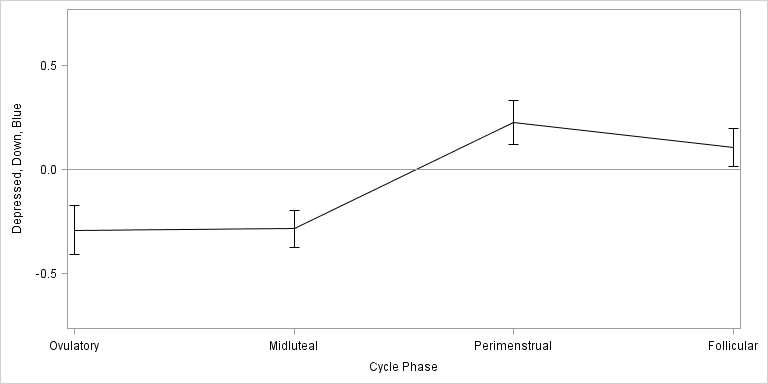 Depressed, Down, Blue
0.5
0.0
-0.5
Ovulatory Midluteal Perimenstrual Follicular
Cycle Phase